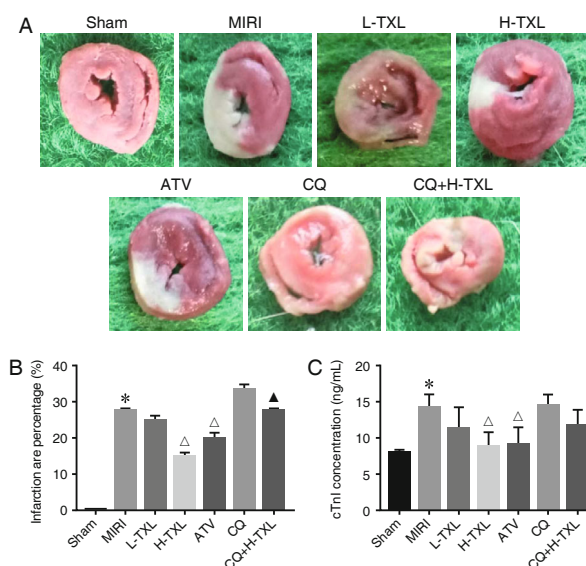 A
Sham
MIRI
L-TXL
H-TXL
ATV
CQ
CQ+H-TXL
B
Infarction are percentage (%)
40
30
20
10
0
*
△
△
▲
Sham
MIRI
L-TXL
H-TXL
ATV
CQ
CQ+H-TXL
C
cTnI concentration (ng/mL)
20
15
10
5
0
*
△
△
Sham
MIRI
L-TXL
H-TXL
ATV
CQ
CQ+H-TXL